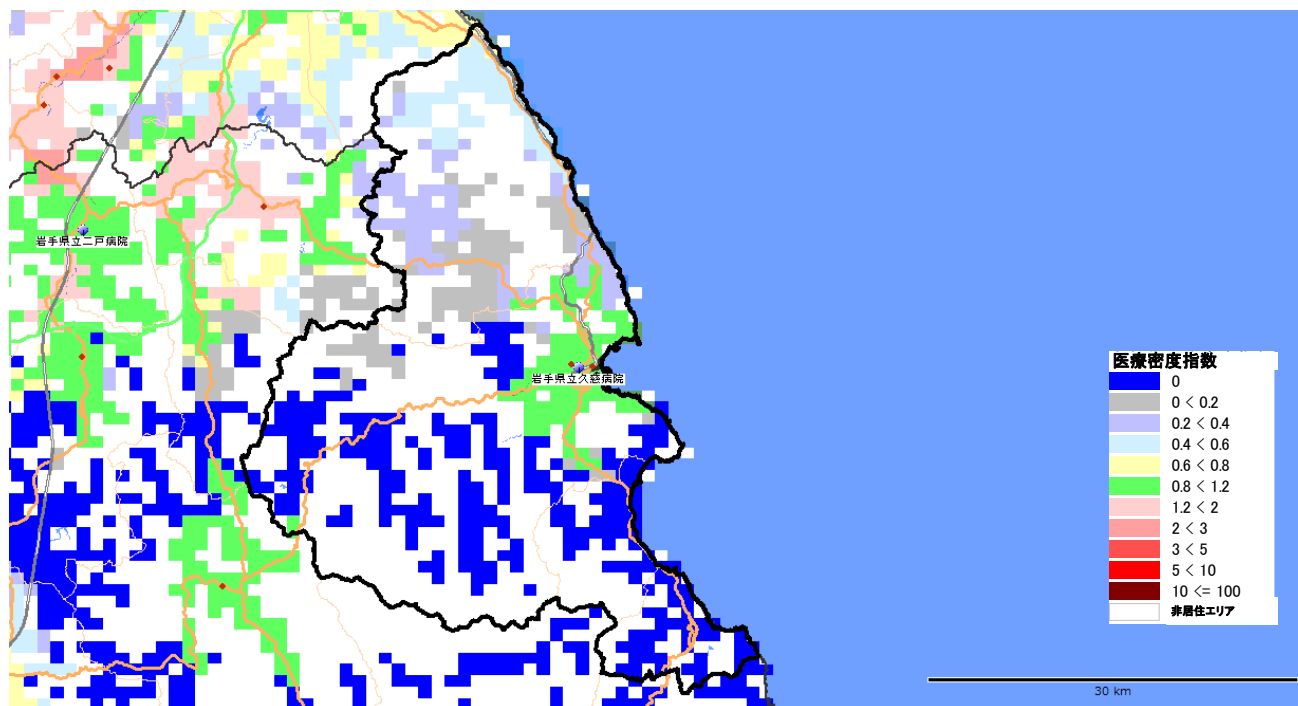 岩手県立二戸病院
医療密度指数
0
0 < 0.2
岩手県立久慈病院
0.2 < 0.4
0.4 < 0.6
0.6 < 0.8
0.8 < 1.2
1.2 < 2
2 < 3
3 < 5
5 < 10
10 <= 100
非居住エリア
30 km